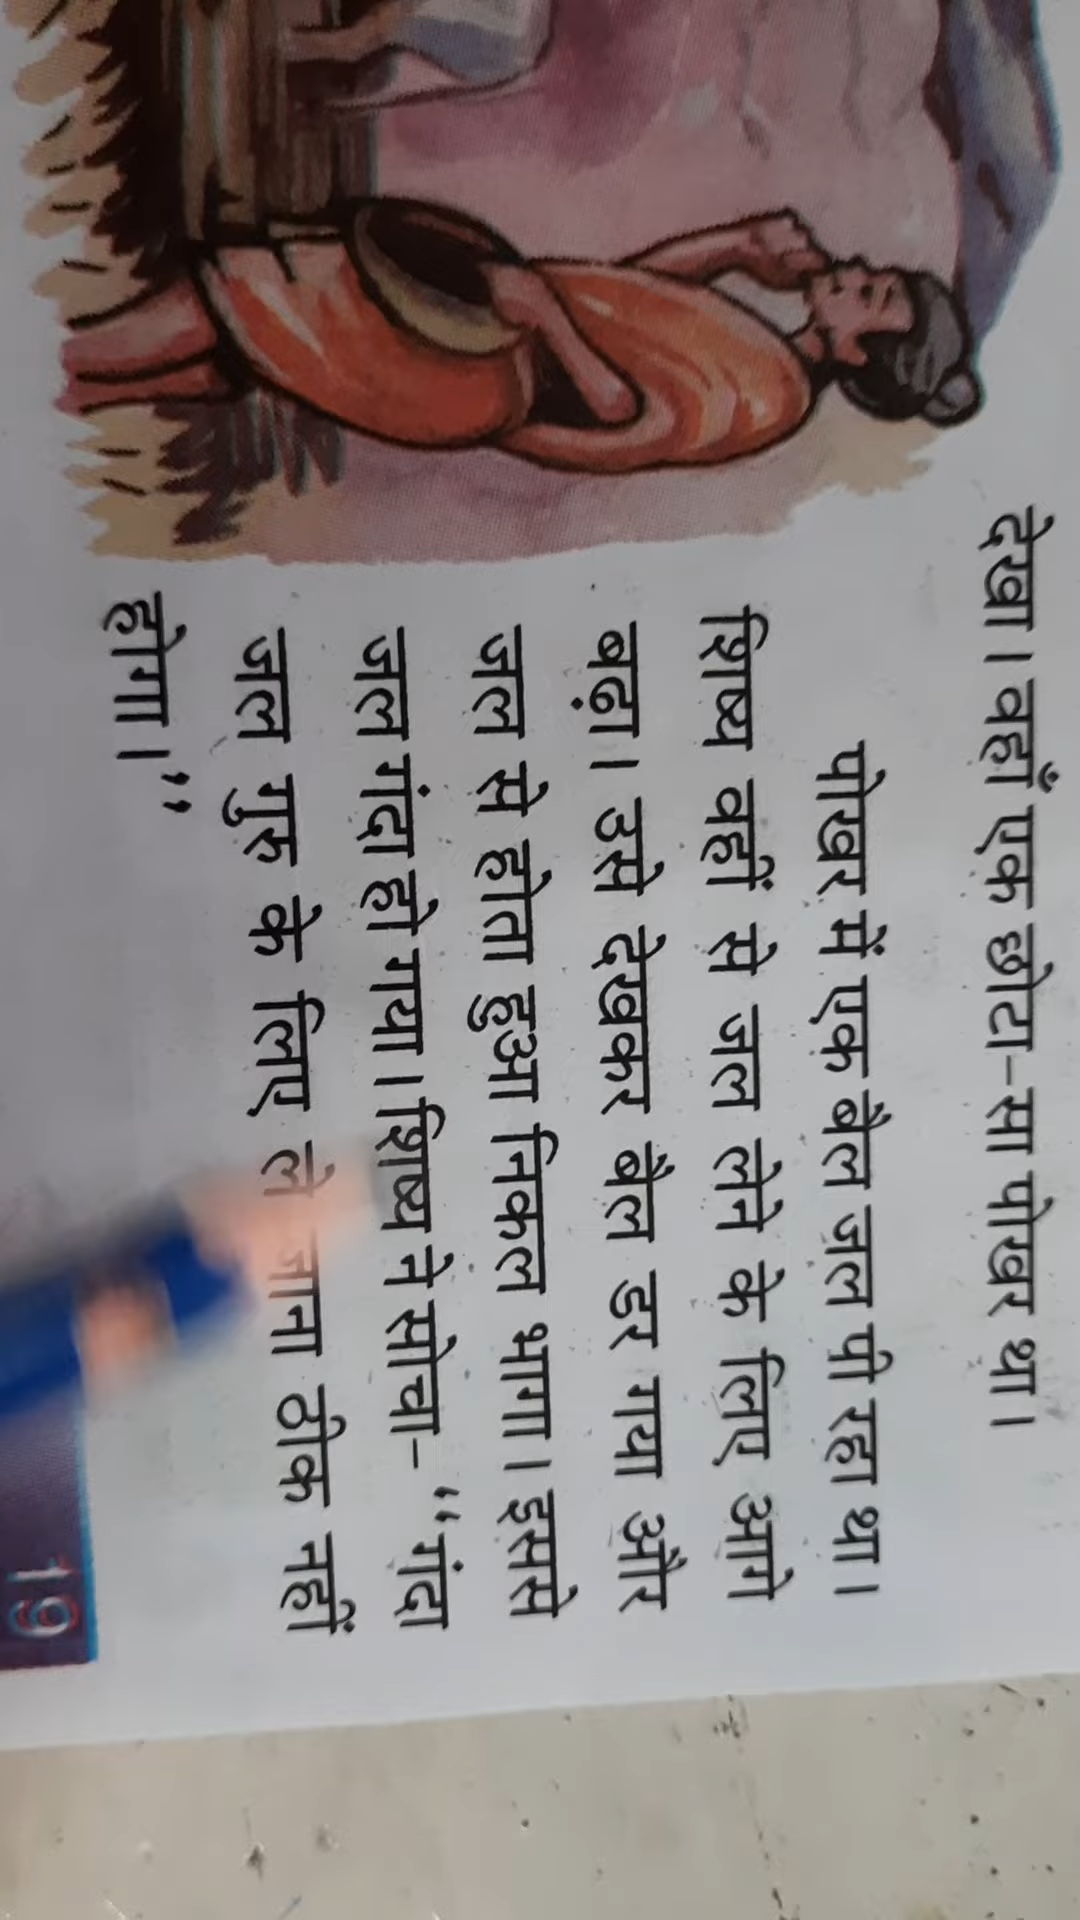 देखा। वहाँ एक छोटा-सा पोखर था।
पोखर में एक बैल जल पी रहा था।
शिष्य वहीं से जल लेने के लिए आगे
बढ़ा। उसे देखकर बैल डर गया और
जल से होता हुआ निकल भागा। इससे
जल गंदा हो गया। शिष्य ने सोचा- “गंदा
जल गुरु के लिए ले जाना ठीक नहीं
होगा।”
19